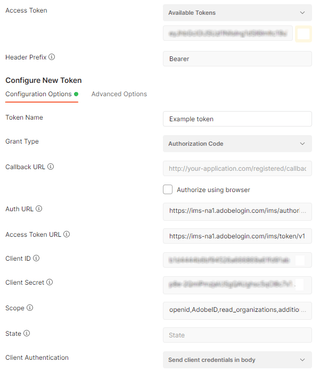 Access Token
Available Tokens
Header Prefix
Bearer
Configure New Token
Configuration Options
Advanced Options
Token Name
Example token
Grant Type
Authorization Code
Callback URL
http://your-application.com/registered/callbac
Authorize using browser
Auth URL
https://ims-na1.adobelogin.com/ims/author...
Access Token URL
https://ims-na1.adobelogin.com/ims/token/v1
Client ID
Client Secret
Scope
openid,AdobeID,read_organizations,additio...
State
State
Client Authentication
Send client credentials in body